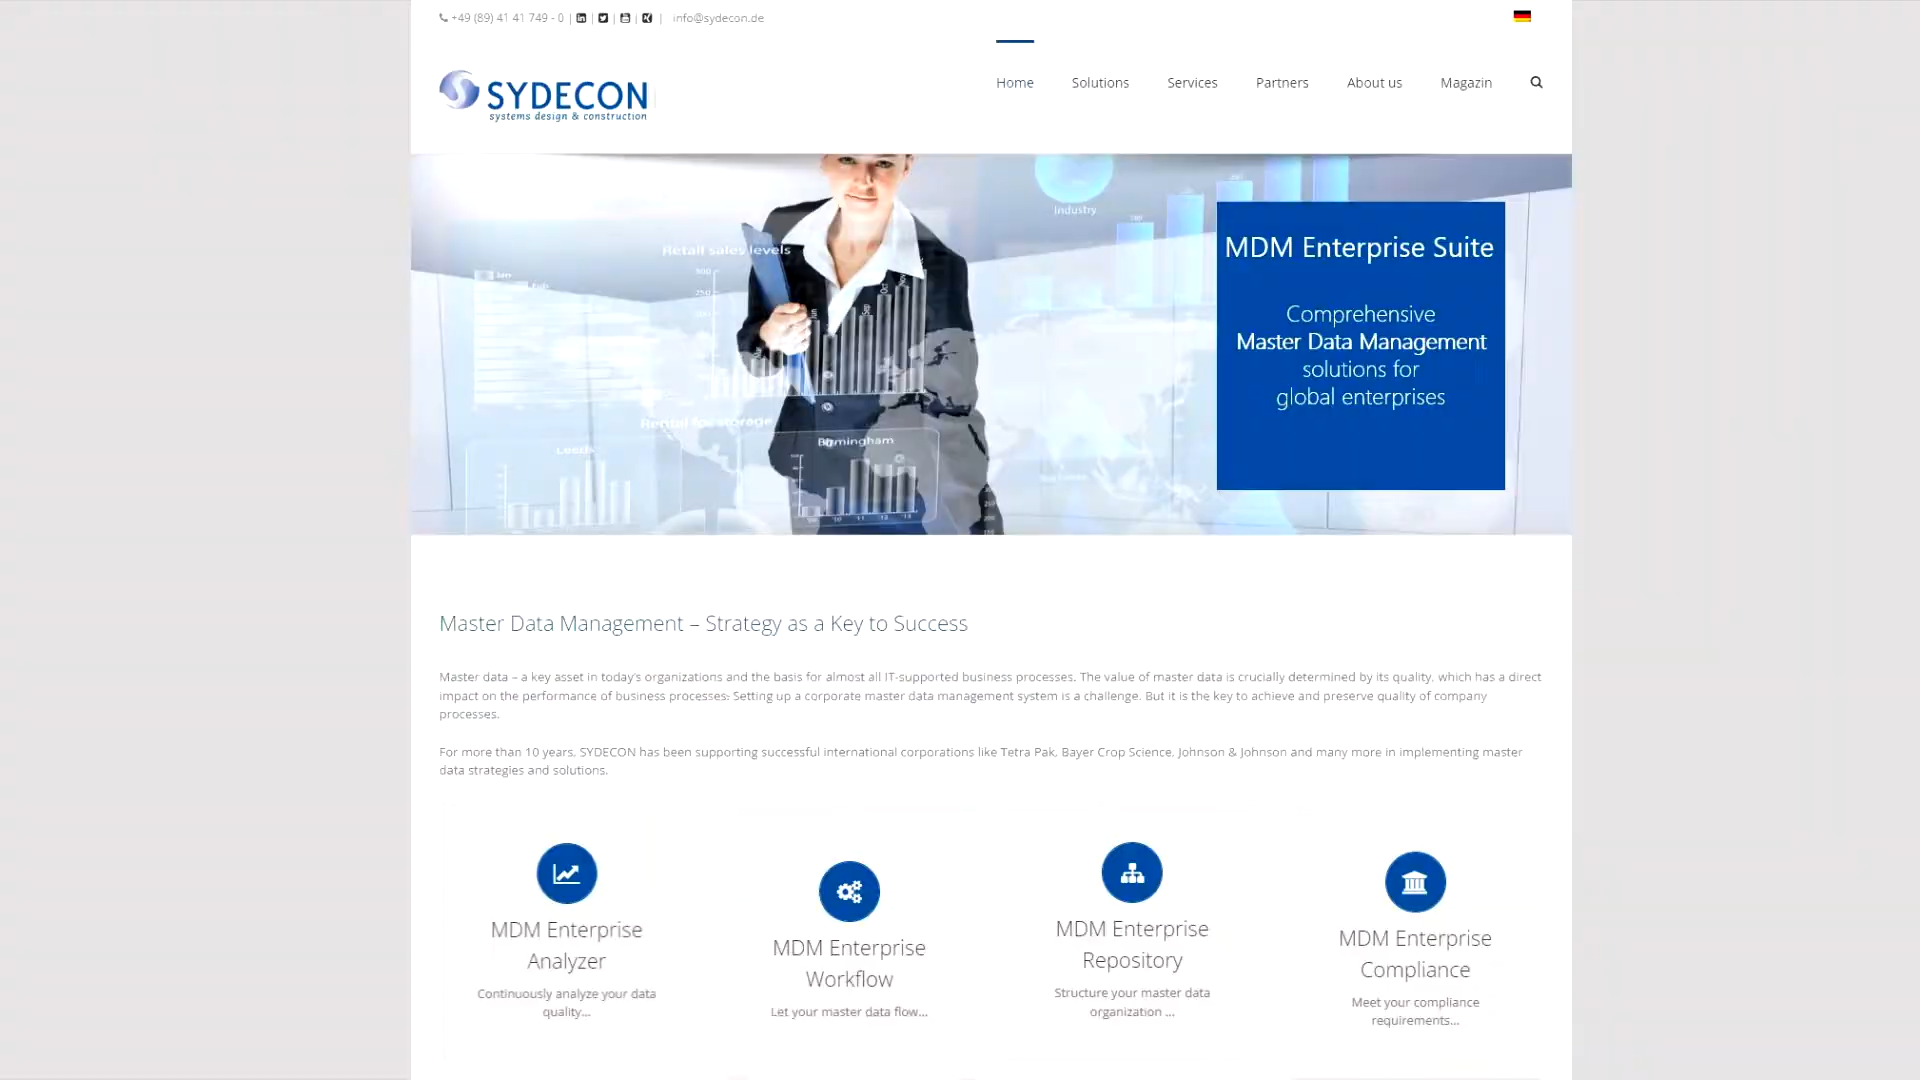 +49 (89) 41 41 749 - 0 | | | | | info@sydecon.de
SYDECON
systems design & construction
Home Solutions Services Partners About us Magazin
Industry
Retail sales levels
Rental for storage
Leeds
Birmingham
MDM Enterprise Suite
Comprehensive
Master Data Management
solutions for
global enterprises
Master Data Management – Strategy as a Key to Success
Master data – a key asset in today's organizations and the basis for almost all IT-supported business processes. The value of master data is crucially determined by its quality, which has a direct
impact on the performance of business processes. Setting up a corporate master data management system is a challenge. But it is the key to achieve and preserve quality of company
processes.
For more than 10 years, SYDECON has been supporting successful international corporations like Tetra Pak, Bayer Crop Science, Johnson & Johnson and many more in implementing master
data strategies and solutions.
MDM Enterprise
Analyzer
Continuously analyze your data
quality...
MDM Enterprise
Workflow
Let your master data flow...
MDM Enterprise
Repository
Structure your master data
organization ...
MDM Enterprise
Compliance
Meet your compliance
requirements...